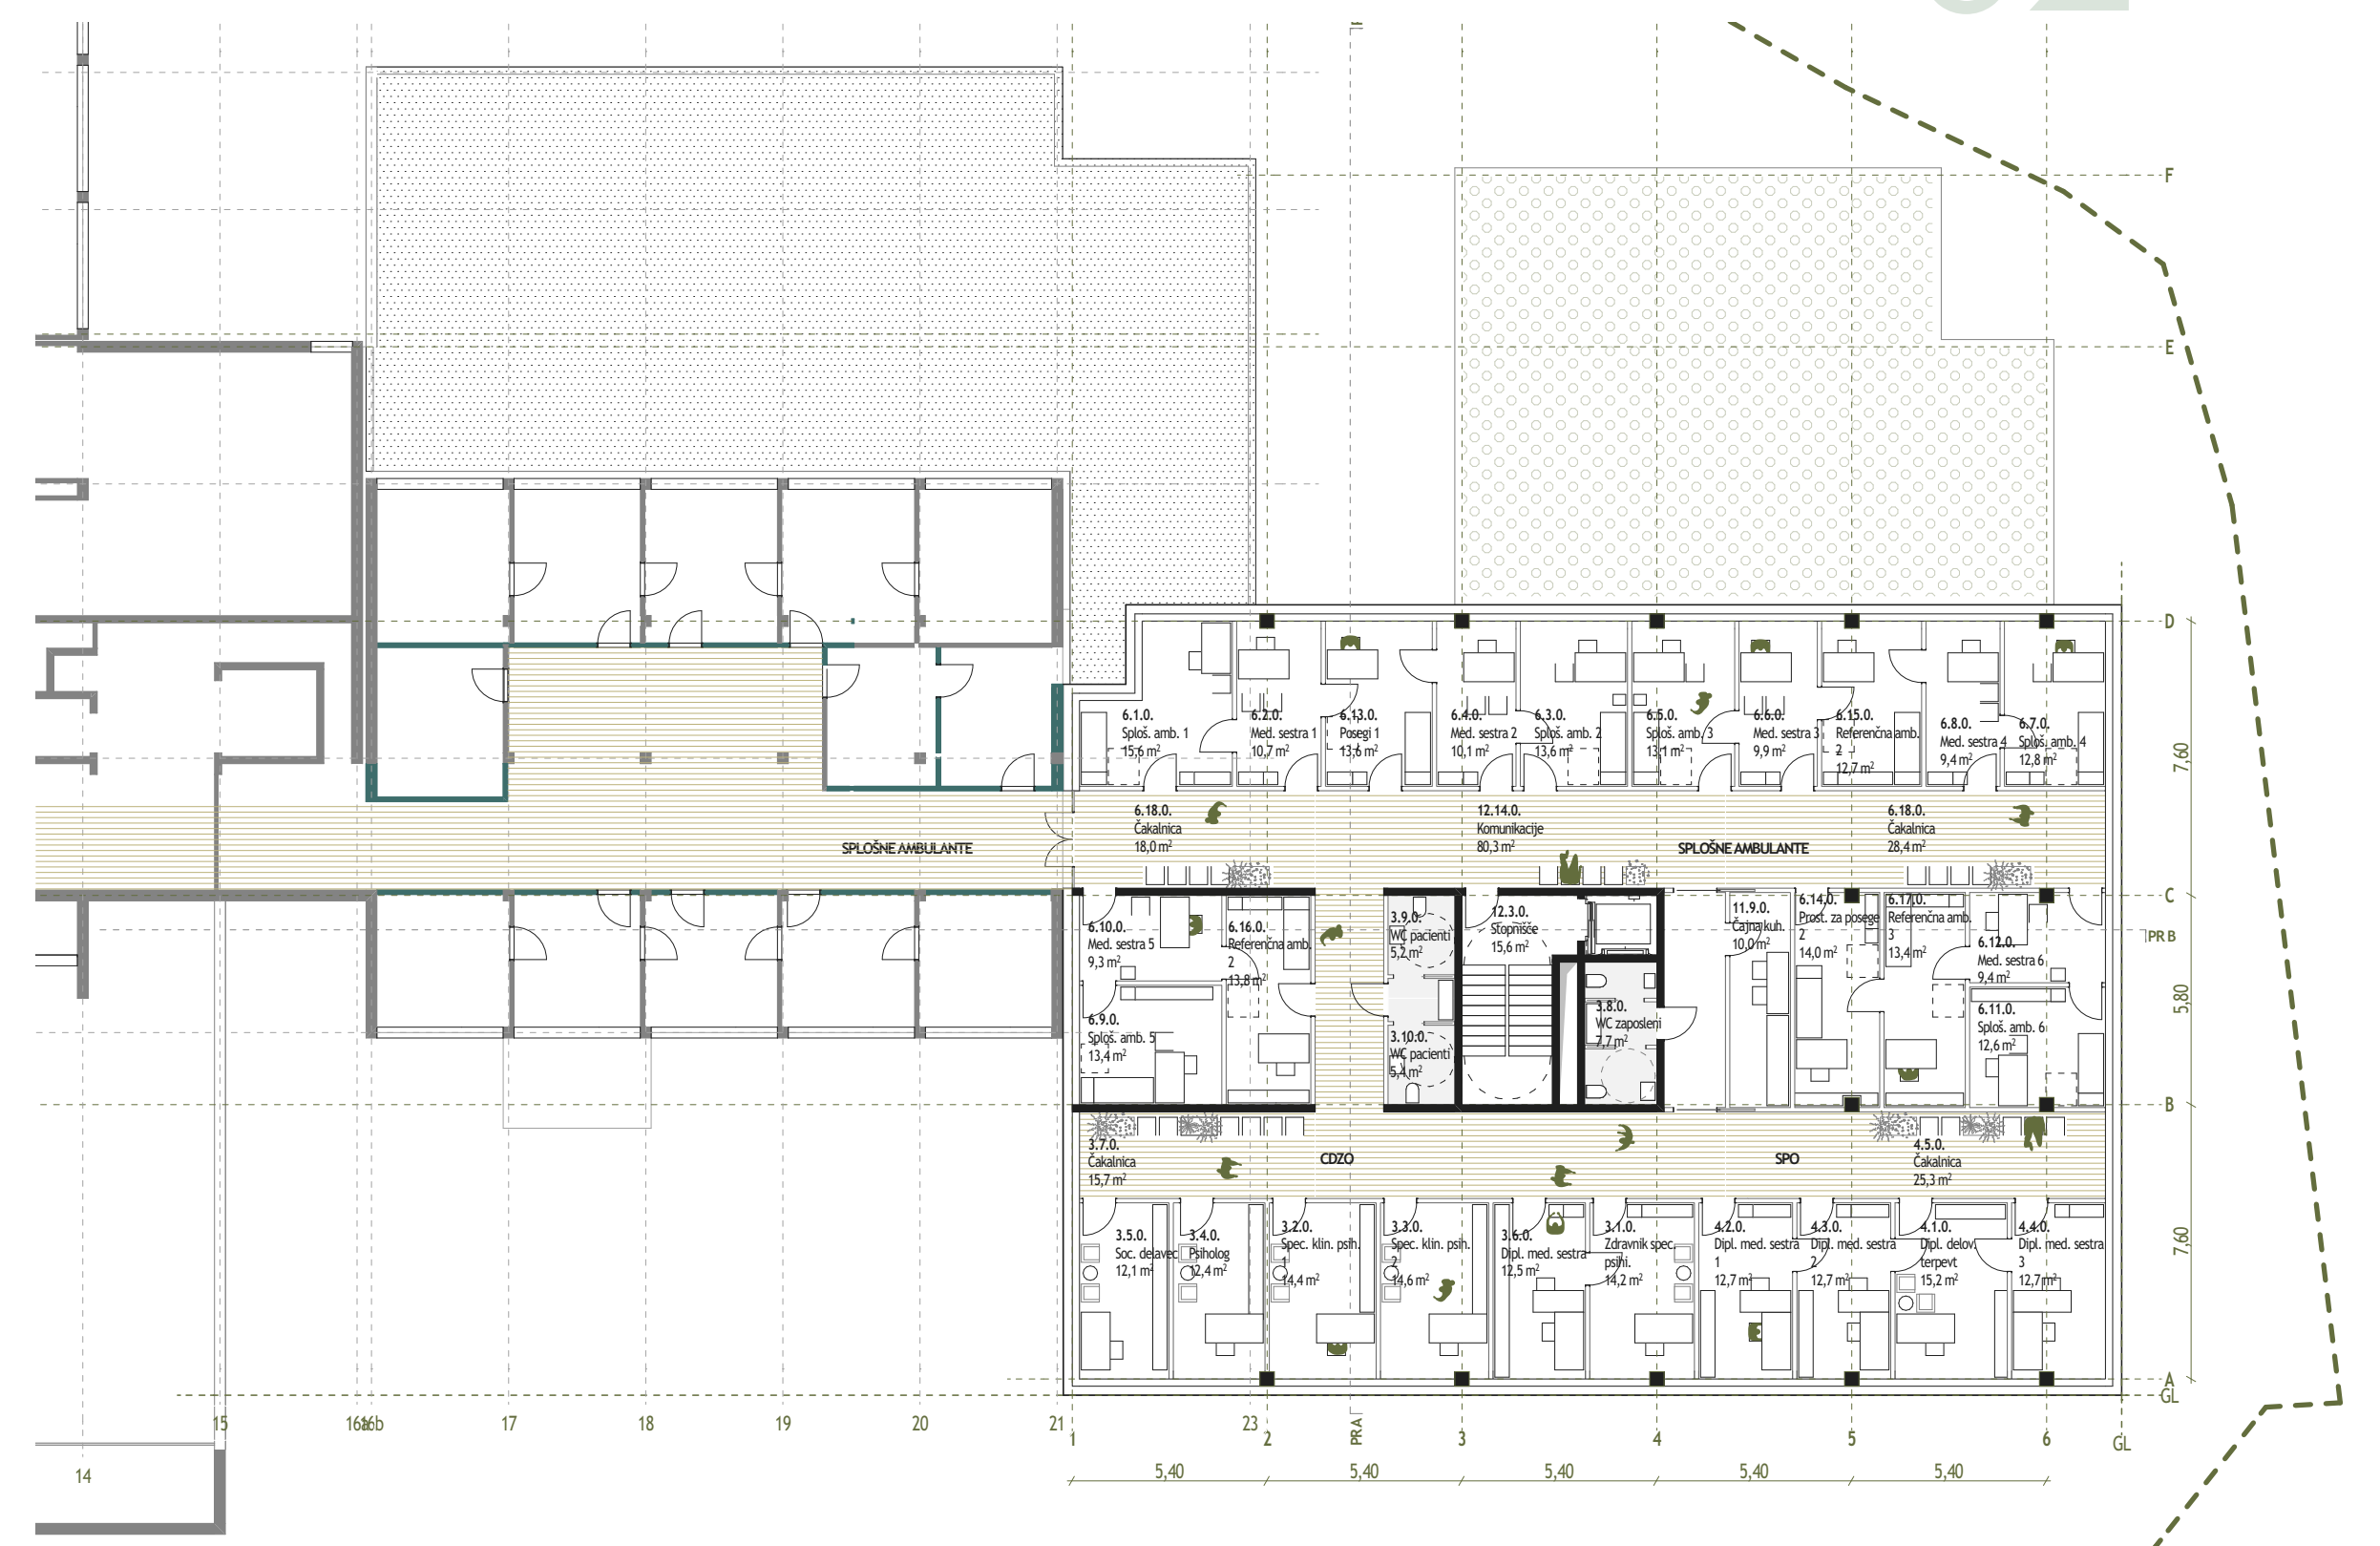 F
E
D
7,60
6.1.0.
Sploš. amb. 1
15,6 m²
6.2.0.
Med. sestra 1
10,7 m²
6.13.0.
Posegi 1
13,6 m²
6.4.0.
Med. sestra 2
10,1 m²
6.3.0.
Sploš. amb. 2
13,6 m²
6.5.0.
Sploš. amb. 3
13,1 m²
6.6.0.
Med. sestra 3
9,9 m²
6.15.0.
Referenčna amb.
2
12,7 m²
6.8.0.
Med. sestra 4
9,4 m²
6.7.0.
Sploš. amb. 4
12,8 m²
6.18.0.
Čakalnica
18,0 m²
12.14.0.
Komunikacije
80,3 m²
6.18.0.
Čakalnica
28,4 m²
SPLOŠNE AMBULANTE
SPLOŠNE AMBULANTE
C
PR B
5,80
6.10.0.
Med. sestra 5
9,3 m²
6.16.0.
Referenčna amb.
2
13,8 m²
3.9.0.
WC pacienti
5,2 m²
12.3.0.
Stopnišče
15,6 m²
11.9.0.
Čajna kuh.
10,0 m²
6.14.0.
Prost. za posege
2
14,0 m²
6.17.0.
Referenčna amb.
3
13,4 m²
6.12.0.
Med. sestra 6
9,4 m²
6.9.0.
Sploš. amb. 5
13,4 m²
3.10.0.
WC pacienti
5,4 m²
3.8.0.
WC zaposleni
7,7 m²
6.11.0.
Sploš. amb. 6
12,6 m²
B
3.7.0.
Čakalnica
15,7 m²
CDZO
SPO
4.5.0.
Čakalnica
25,3 m²
7,60
3.5.0.
Soc. delavec
12,1 m²
3.4.0.
Psiholog
12,4 m²
3.2.0.
Spec. klin. psih.
1
14,4 m²
3.3.0.
Spec. klin. psih.
2
14,6 m²
3.6.0.
Dipl. med. sestra
12,5 m²
3.1.0.
Zdravnik spec.
psihi.
14,2 m²
4.2.0.
Dipl. med. sestra
1
12,7 m²
4.3.0.
Dipl. med. sestra
2
12,7 m²
4.1.0.
Dipl. delov.
terpevt
15,2 m²
4.4.0.
Dipl. med. sestra
3
12,7 m²
A
GL
15
16a
16b
17
18
19
20
21
1
23
2
PR A
3
4
5
6
GL
14
5,40
5,40
5,40
5,40
5,40